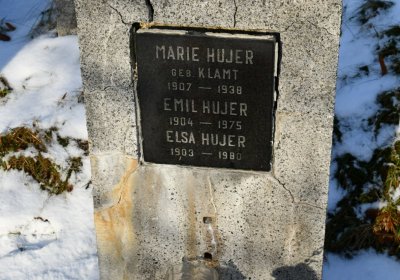 MARIE HUJER
GEB. KLAMT
1907 — 1938
EMIL HUJER
1904 — 1975
ELSA HUJER
1903 — 1980